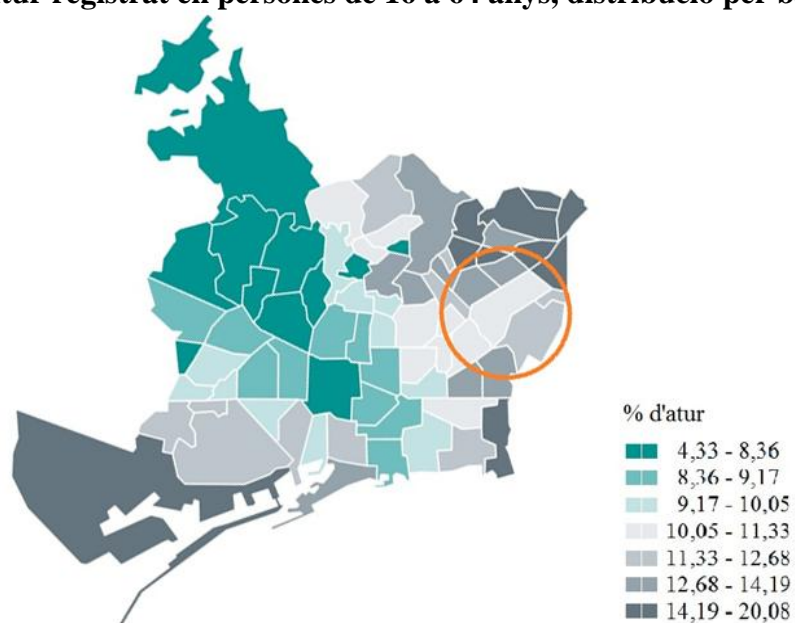 tur registrat en persones de 16 a 64 anys, distribució per b
% d'atur
4,33 - 8,36
8,36 - 9,17
9,17 - 10,05
10,05 - 11,33
11,33 - 12,68
12,68 - 14,19
14,19 - 20,08